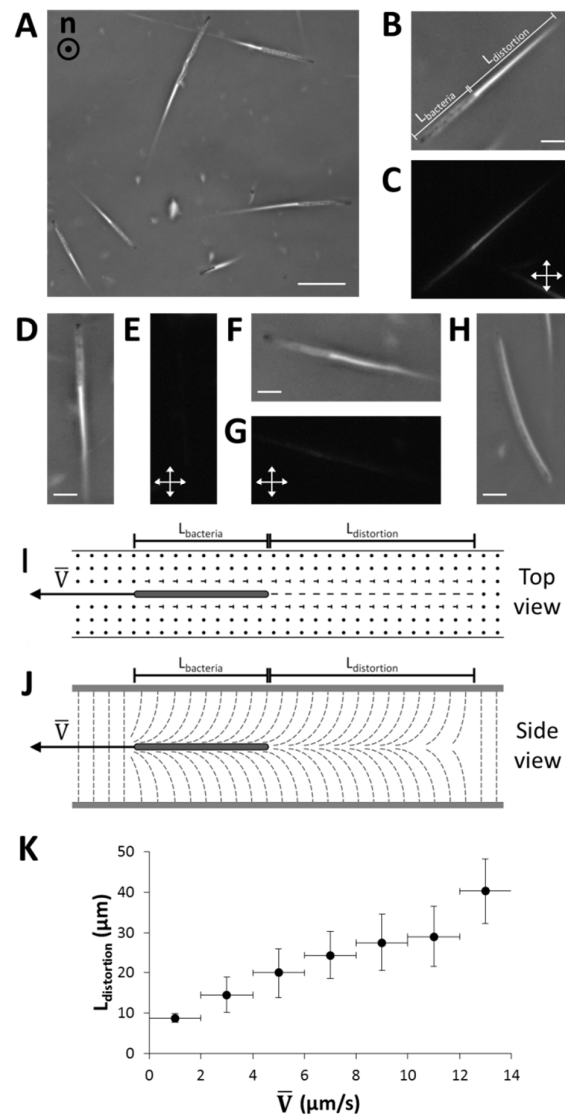 A
n
B
L_bacteria
L_distortion
C
D
E
F
G
H
I
V̅
L_bacteria
L_distortion
Top
view
J
V̅
L_bacteria
L_distortion
Side
view
K
L_distortion (μm)
50
40
30
20
10
0
0 2 4 6 8 10 12 14
V̅ (μm/s)